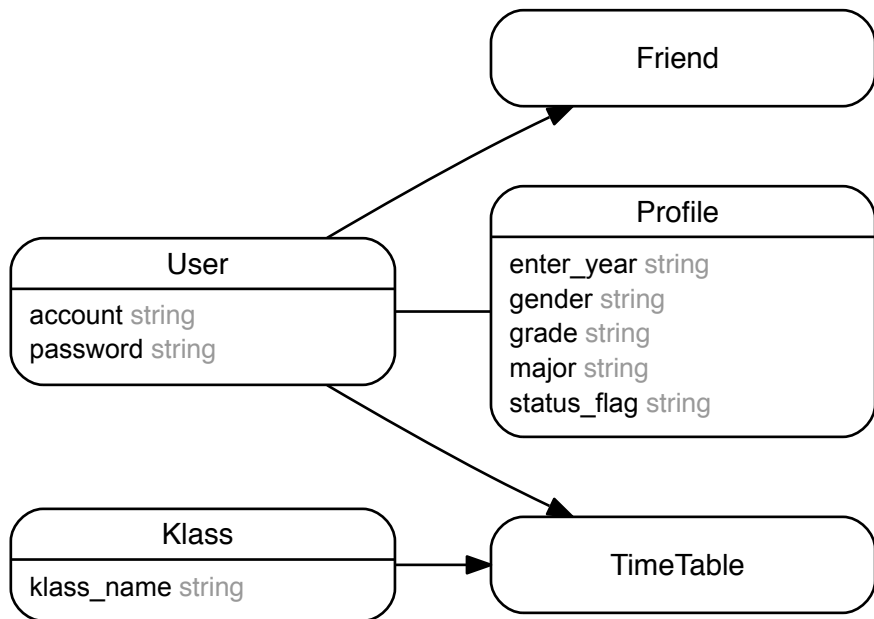 Friend
Profile
enter_year string
gender string
grade string
major string
status_flag string
User
account string
password string
Klass
klass_name string
TimeTable